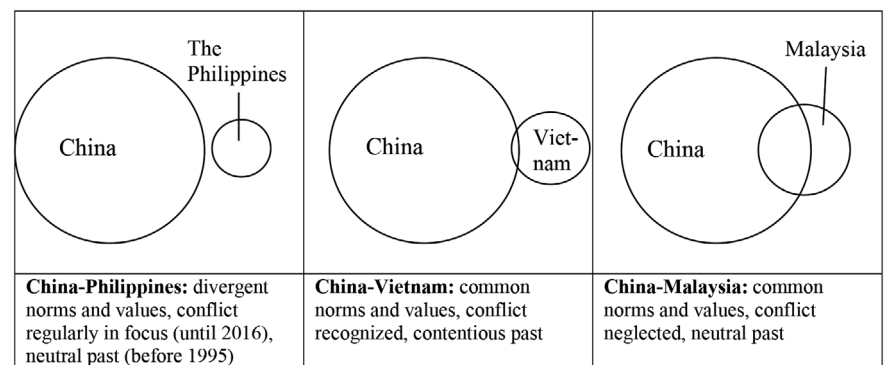 The
Philippines
China
China
Viet-
nam
Malaysia
China
China-Philippines: divergent
norms and values, conflict
regularly in focus (until 2016),
neutral past (before 1995)
China-Vietnam: common
norms and values, conflict
recognized, contentious past
China-Malaysia: common
norms and values, conflict
neglected, neutral past